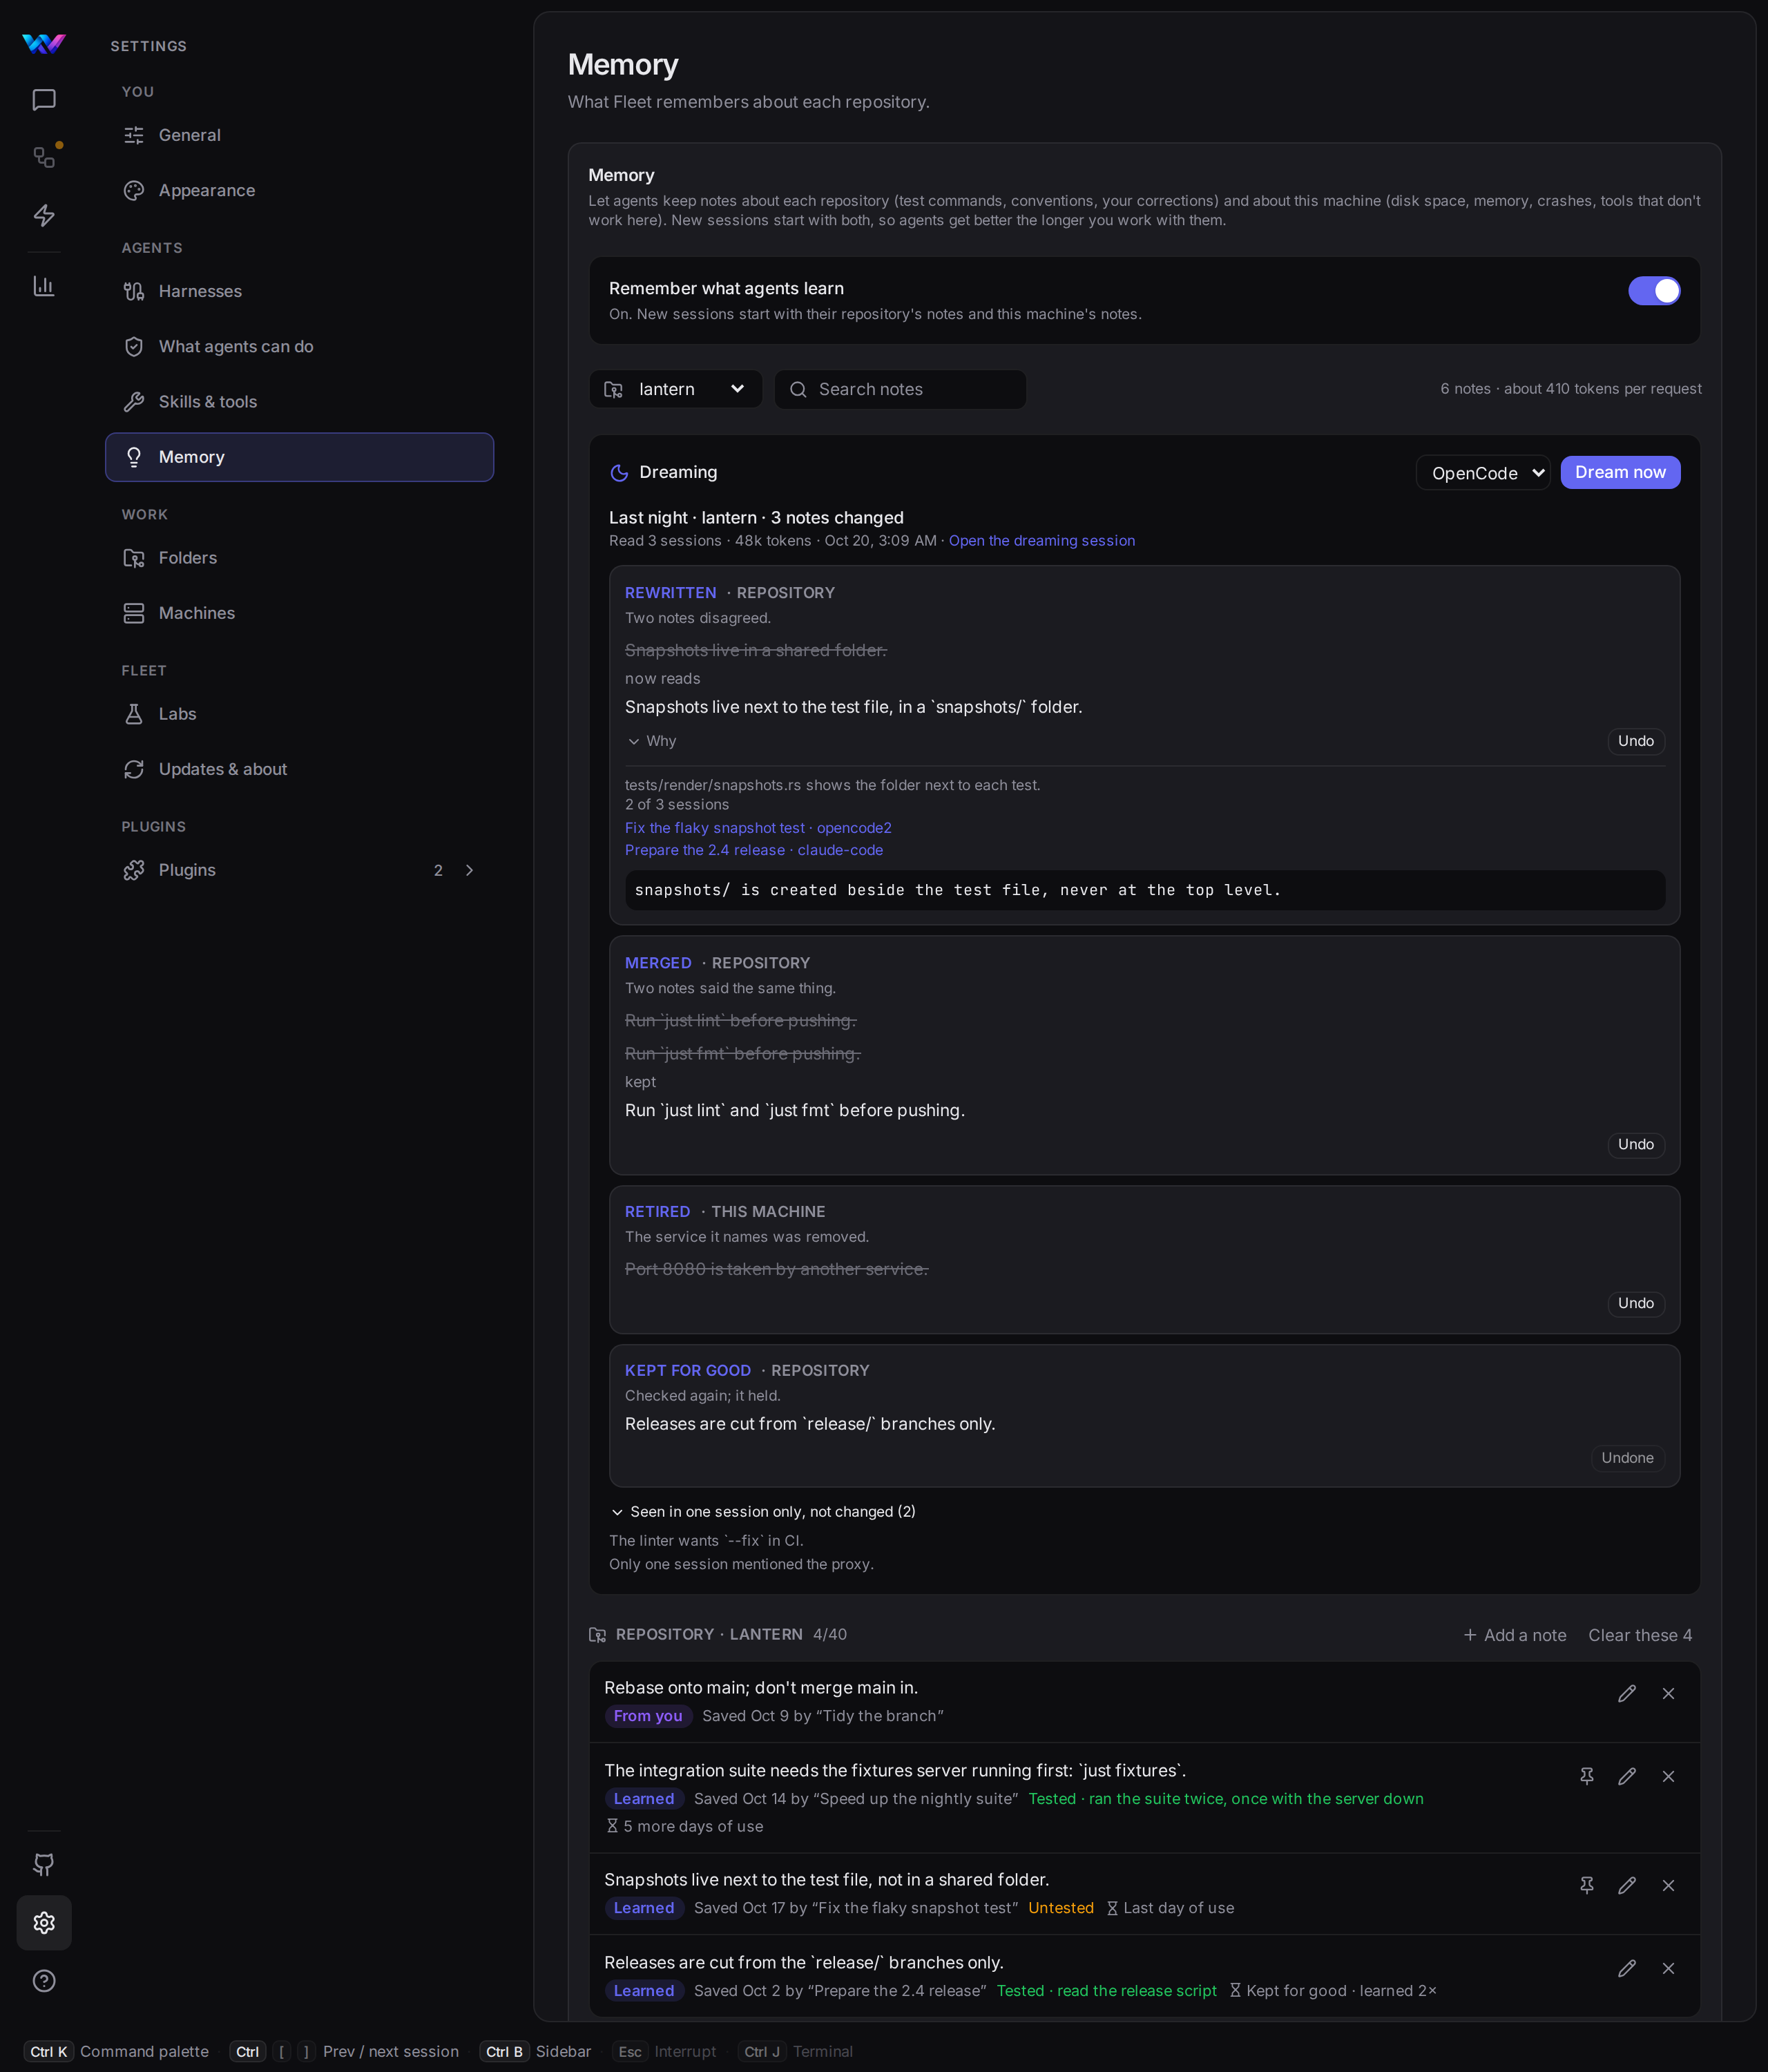 SETTINGS
YOU
General
Appearance
AGENTS
Harnesses
What agents can do
Skills & tools
Memory
WORK
Folders
Machines
FLEET
Labs
Updates & about
PLUGINS
Plugins 2
Memory
What Fleet remembers about each repository.
Memory
Let agents keep notes about each repository (test commands, conventions, your corrections) and about this machine (disk space, memory, crashes, tools that don't
work here). New sessions start with both, so agents get better the longer you work with them.
Remember what agents learn
On. New sessions start with their repository's notes and this machine's notes.
lantern Search notes 6 notes · about 410 tokens per request
Dreaming OpenCode Dream now
Last night · lantern · 3 notes changed
Read 3 sessions · 48k tokens · Oct 20, 3:09 AM · Open the dreaming session
REWRITTEN · REPOSITORY
Two notes disagreed.
Snapshots live in a shared folder.
now reads
Snapshots live next to the test file, in a `snapshots/` folder.
Why Undo
tests/render/snapshots.rs shows the folder next to each test.
2 of 3 sessions
Fix the flaky snapshot test · opencode2
Prepare the 2.4 release · claude-code
snapshots/ is created beside the test file, never at the top level.
MERGED · REPOSITORY
Two notes said the same thing.
Run `just lint` before pushing.
Run `just fmt` before pushing.
kept
Run `just lint` and `just fmt` before pushing.
Undo
RETIRED · THIS MACHINE
The service it names was removed.
Port 8080 is taken by another service.
Undo
KEPT FOR GOOD · REPOSITORY
Checked again; it held.
Releases are cut from `release/` branches only.
Undone
Seen in one session only, not changed (2)
The linter wants `--fix` in CI.
Only one session mentioned the proxy.
REPOSITORY · LANTERN 4/40 + Add a note Clear these 4
Rebase onto main; don't merge main in.
From you Saved Oct 9 by “Tidy the branch”
The integration suite needs the fixtures server running first: `just fixtures`.
Learned Saved Oct 14 by “Speed up the nightly suite” Tested · ran the suite twice, once with the server down
5 more days of use
Snapshots live next to the test file, not in a shared folder.
Learned Saved Oct 17 by “Fix the flaky snapshot test” Untested Last day of use
Releases are cut from the `release/` branches only.
Learned Saved Oct 2 by “Prepare the 2.4 release” Tested · read the release script Kept for good · learned 2×
Ctrl K Command palette · Ctrl [ ] Prev / next session · Ctrl B Sidebar · Esc Interrupt · Ctrl J Terminal